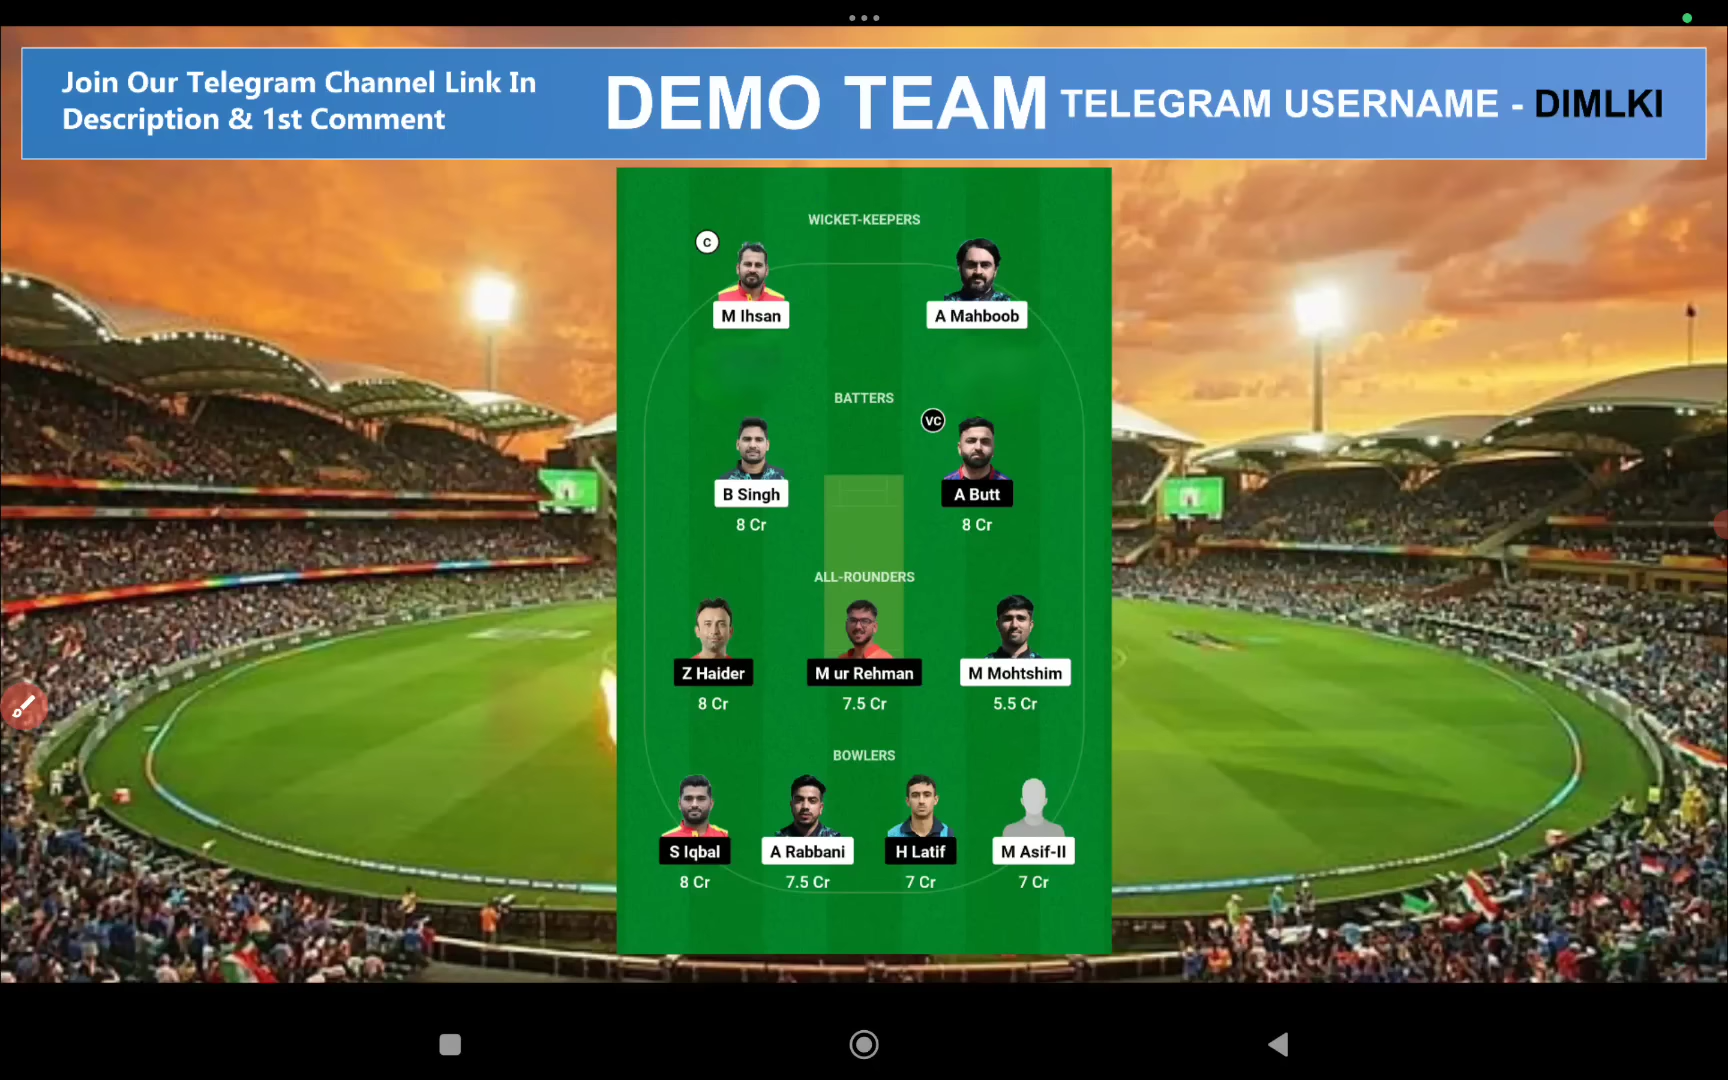 Join Our Telegram Channel Link In
Description & 1st Comment
DEMO TEAM TELEGRAM USERNAME - DIMLKI
WICKET-KEEPERS
C
M Ihsan A Mahboob
BATTERS
VC
B Singh A Butt
8 Cr 8 Cr
ALL-ROUNDERS
Z Haider M ur Rehman M Mohtshim
8 Cr 7.5 Cr 5.5 Cr
BOWLERS
S Iqbal A Rabbani H Latif M Asif-II
8 Cr 7.5 Cr 7 Cr 7 Cr